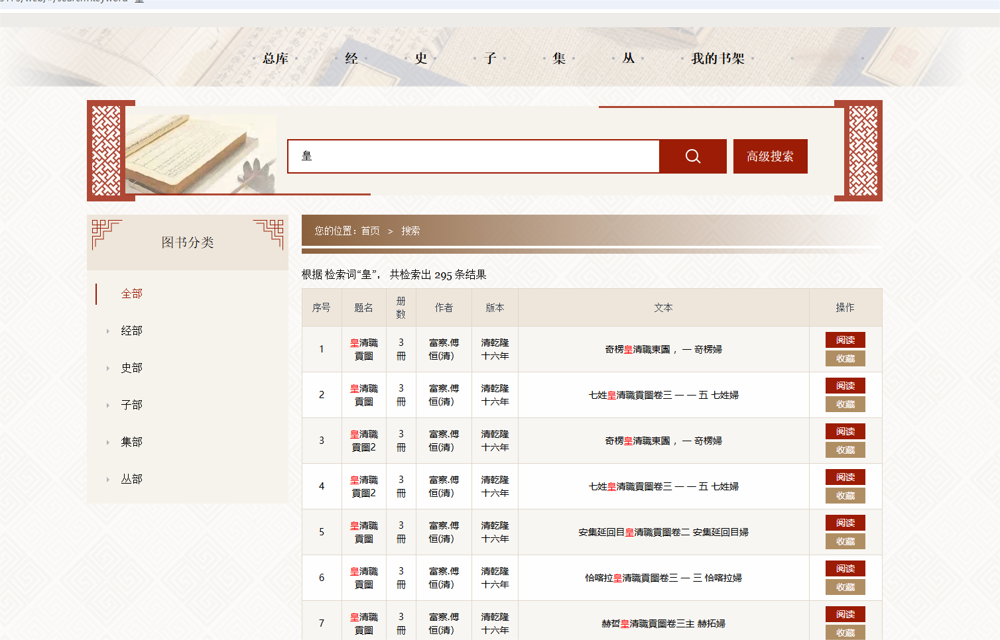 总库 经 史 子 集 丛 我的书架
皇
高级搜索
图书分类
全部
经部
史部
子部
集部
丛部
您的位置：首页 > 搜索
根据 检索词“皇”， 共检索出 295 条结果
序号 题名 册数 作者 版本 文本 操作
1 皇清職貢圖 3冊 富察.傅恒(清) 清乾隆十六年 奇楞皇清職東團 ，一 竒楞婦 阅读 收藏
2 皇清職貢圖 3冊 富察.傅恒(清) 清乾隆十六年 七姓皇清職貢圖卷三 一 一 五 七姓婦 阅读 收藏
3 皇清職貢圖2 3冊 富察.傅恒(清) 清乾隆十六年 奇楞皇清職東團 ，一 竒楞婦 阅读 收藏
4 皇清職貢圖2 3冊 富察.傅恒(清) 清乾隆十六年 七姓皇清職貢圖卷三 一 一 五 七姓婦 阅读 收藏
5 皇清職貢圖 3冊 富察.傅恒(清) 清乾隆十六年 安集延回目皇清職貢圖卷二 安集延回目婦 阅读 收藏
6 皇清職貢圖 3冊 富察.傅恒(清) 清乾隆十六年 恰喀拉皇清職貢圖卷三 一 三 恰喀拉婦 阅读 收藏
7 皇清職貢圖 3冊 富察.傅恒(清) 清乾隆十六年 赫哲皇清職貢圖卷三主 赫拓婦 阅读 收藏